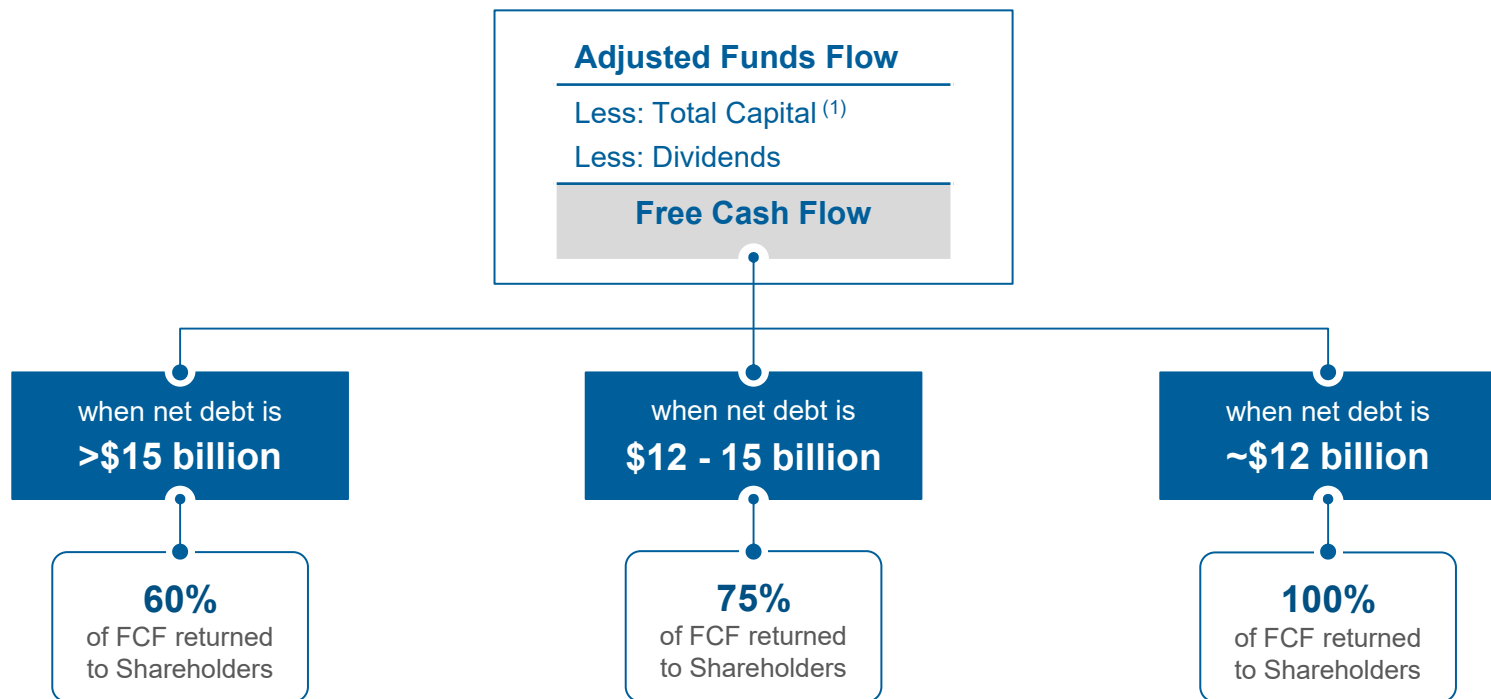 Adjusted Funds Flow
Less: Total Capital (1)
Less: Dividends
Free Cash Flow
when net debt is
>$15 billion
60%
of FCF returned
to Shareholders
when net debt is
$12 - 15 billion
75%
of FCF returned
to Shareholders
when net debt is
~$12 billion
100%
of FCF returned
to Shareholders